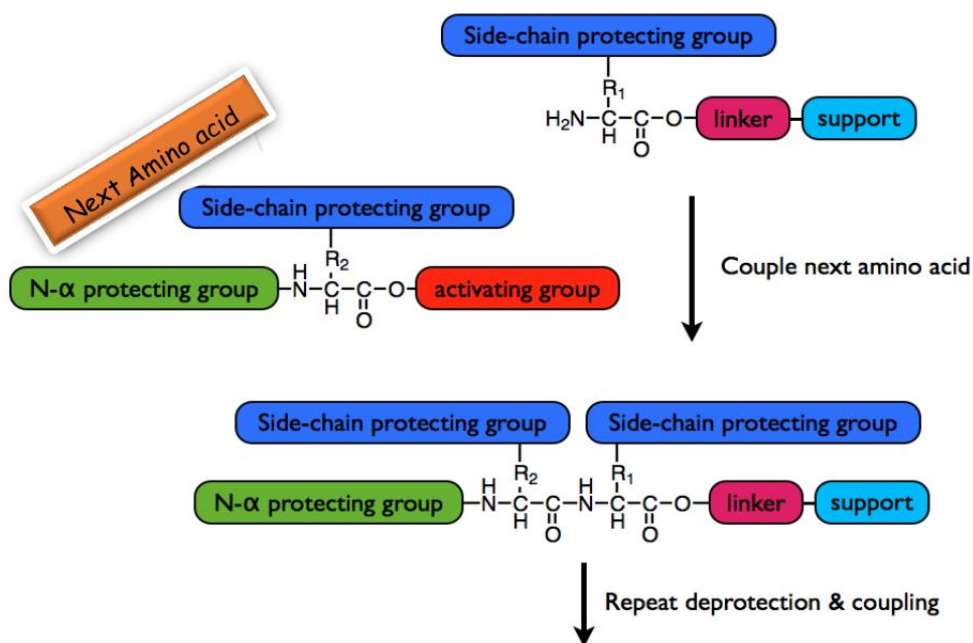 Side-chain protecting group
R₁
H₂N–C–C–O– linker support
H O
Next Amino acid
Side-chain protecting group
R₂
H
N-α protecting group –N–C–C–O– activating group
H O
Couple next amino acid
Side-chain protecting group Side-chain protecting group
R₂ R₁
H H
N-α protecting group –N–C–C–N–C–C–O– linker support
H O H O
Repeat deprotection & coupling